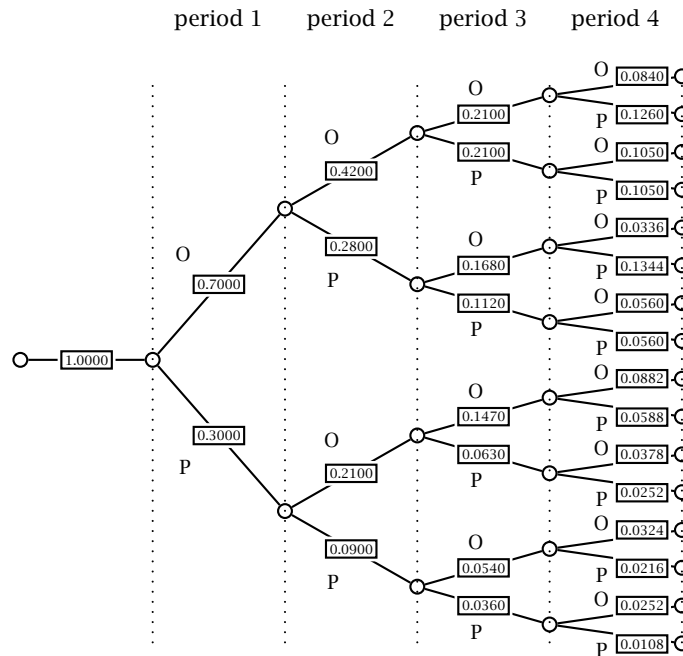 period 1 period 2 period 3 period 4
O 0.0840
O
0.2100 0.1260
P
O
O 0.1050
0.4200 0.2100
P 0.1050
P
O 0.0336
O
0.2800 0.1680 0.1344
P
P
O 0.0560
O
0.7000 0.1120
P 0.0560
P
1.0000
O 0.0882
O
0.1470 0.0588
P
0.3000
O
O 0.0378
P
0.2100 0.0630
P 0.0252
P
O 0.0324
O
0.0900 0.0540 0.0216
P
P
O 0.0252
0.0360
P
P 0.0108